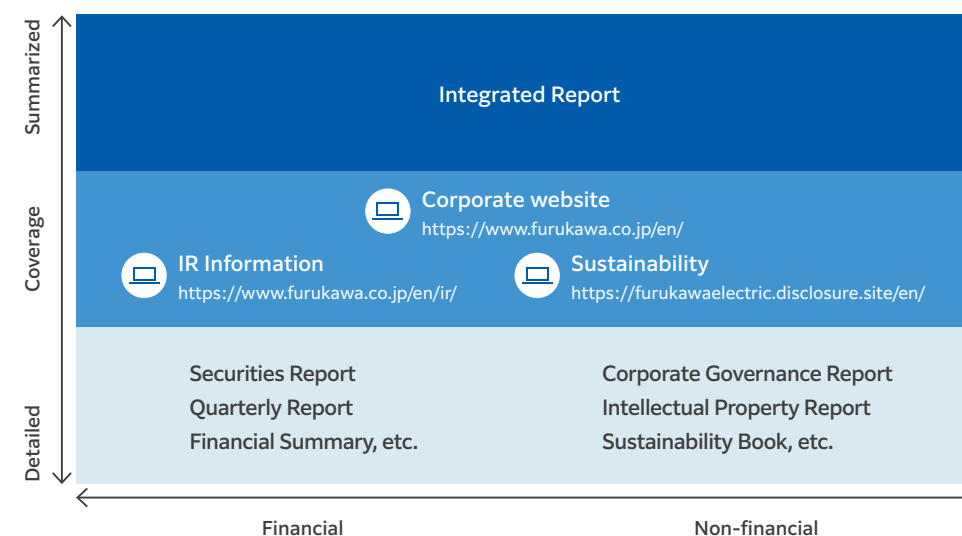 Summarized
Coverage
Detailed
Integrated Report
Corporate website
https://www.furukawa.co.jp/en/
IR Information
https://www.furukawa.co.jp/en/ir/
Sustainability
https://furukawaelectric.disclosure.site/en/
Securities Report
Quarterly Report
Financial Summary, etc.
Corporate Governance Report
Intellectual Property Report
Sustainability Book, etc.
Financial
Non-financial